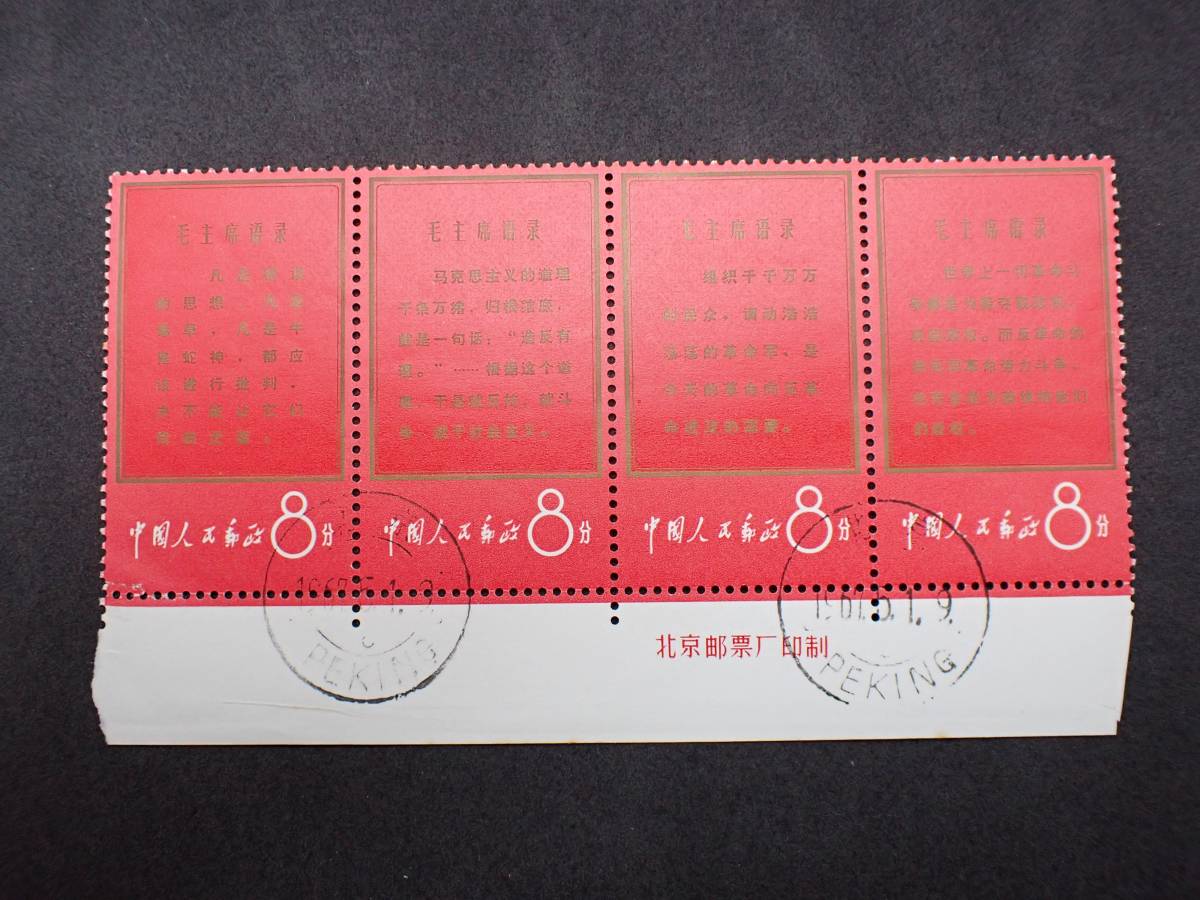 毛主席语录
凡是错误
的思想，凡是
毒草，凡是牛
鬼蛇神，都应
该进行批判，
决不能让它们
自由泛滥。
中国人民邮政 8分
毛主席语录
马克思主义的道理
千条万绪，归根结底，
就是一句话：“造反有
理。”……根据这个道
理，于是就反抗，就斗
争，就干社会主义。
中国人民邮政 8分
毛主席语录
组织千千万万
的民众，调动浩浩
荡荡的革命军，是
今天的革命向反革
命进攻的需要。
中国人民邮政 8分
毛主席语录
世界上一切革命斗
争都是为着夺取政权，
巩固政权。而反革命的
拚死同革命势力斗争，
也完全是为着维持他们
的政权。
中国人民邮政 8分
1967.5.1.9
C
PEKING
北京邮票厂印制
1967.5.1.9
PEKING